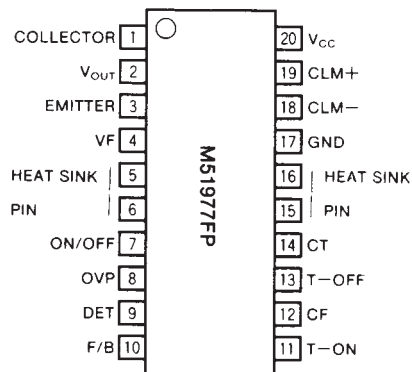 COLLECTOR 1
VOUT 2
EMITTER 3
VF 4
HEAT SINK 5
PIN 6
ON/OFF 7
OVP 8
DET 9
F/B 10
M51977FP
20 VCC
19 CLM+
18 CLM−
17 GND
16 HEAT SINK
15 PIN
14 CT
13 T−OFF
12 CF
11 T−ON